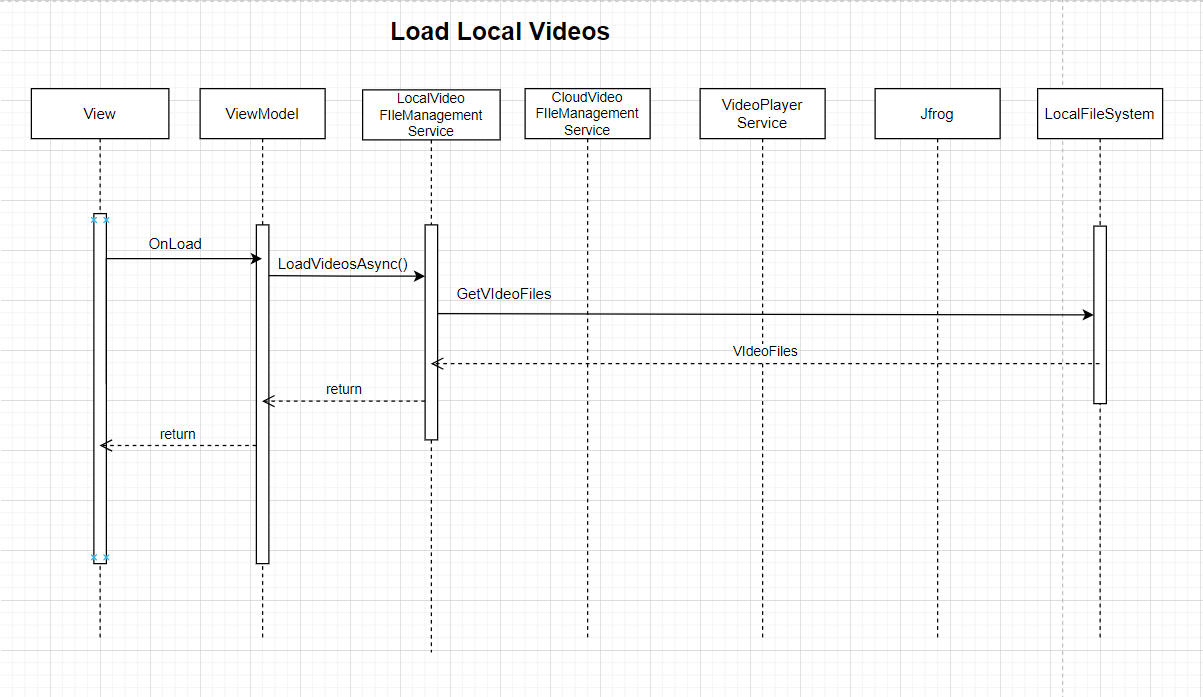 Load Local Videos
View
ViewModel
LocalVideo
FIleManagement
Service
CloudVideo
FIleManagement
Service
VideoPlayer
Service
Jfrog
LocalFileSystem
OnLoad
LoadVideosAsync()
GetVIdeoFiles
VIdeoFiles
return
return